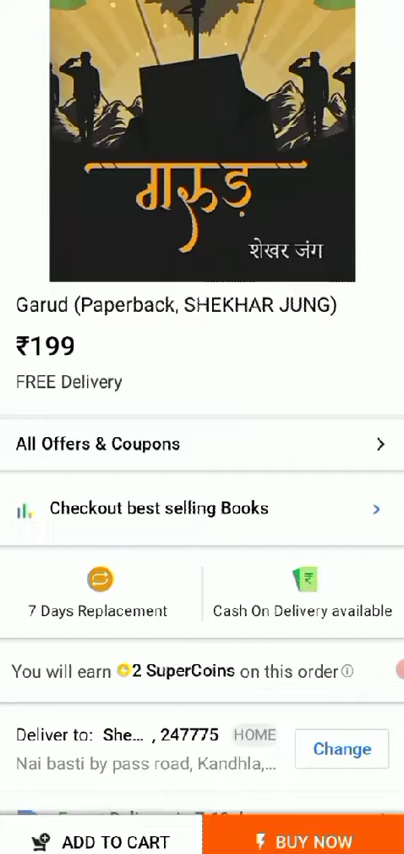 गरुड़
शेखर जंग
Garud (Paperback, SHEKHAR JUNG)
₹199
FREE Delivery
All Offers & Coupons
Checkout best selling Books
7 Days Replacement
Cash On Delivery available
You will earn 2 SuperCoins on this order
Deliver to: She... , 247775 HOME
Change
Nai basti by pass road, Kandhla,...
ADD TO CART
BUY NOW